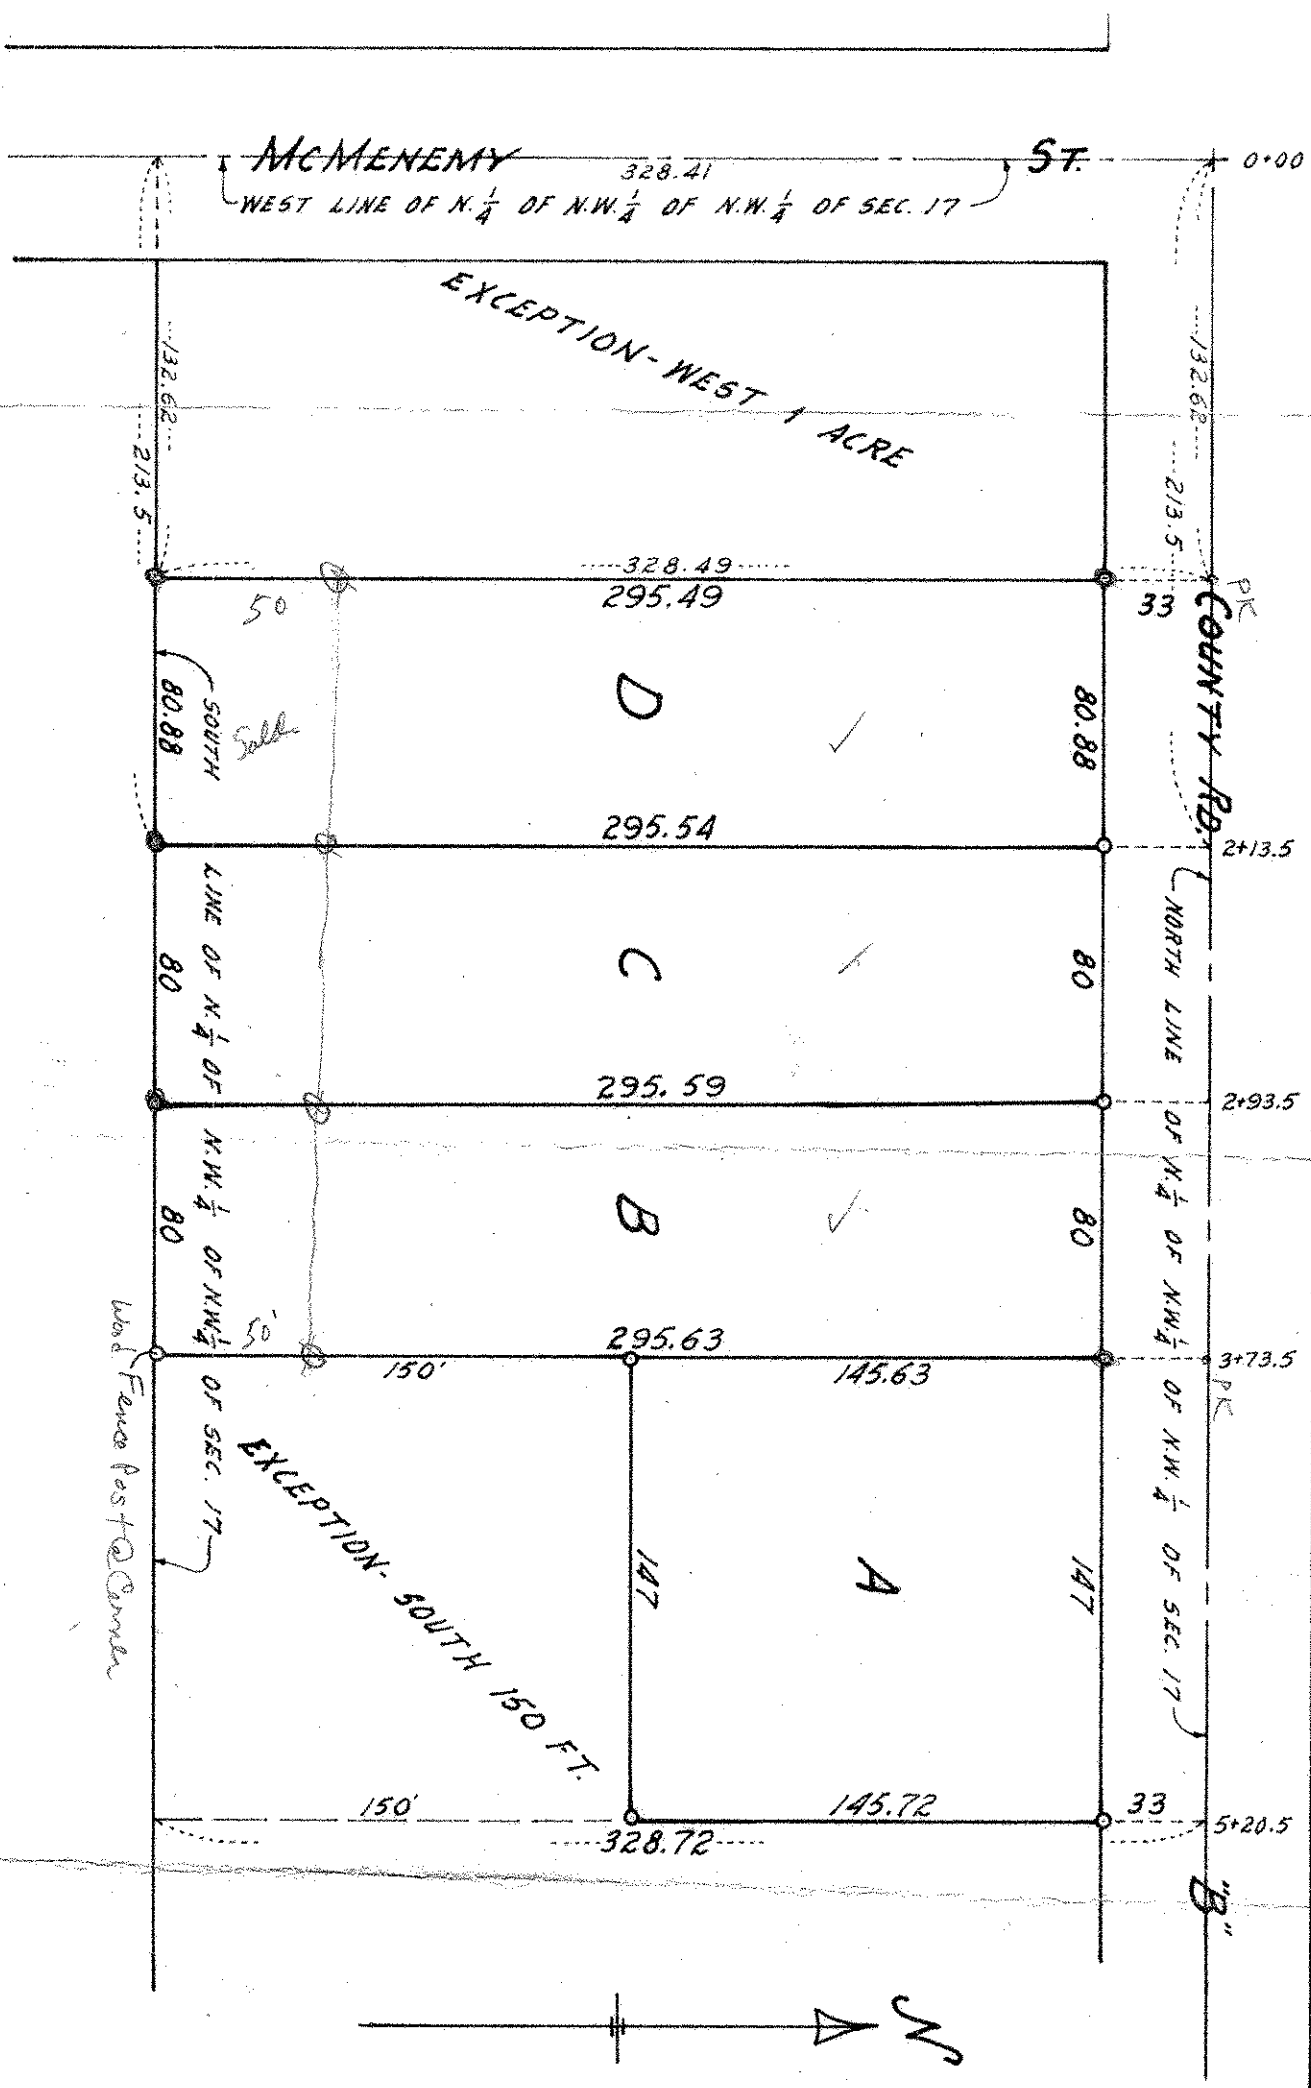 McMENEMY ST.
328.41
WEST LINE OF N.¼ OF N.W.¼ OF N.W.¼ OF SEC. 17
0+00
EXCEPTION-WEST 1 ACRE
132.62
213.5
132.62
213.5
328.49
295.49
33
PK
COUNTY RD. "B"
50
D
80.88
80.88
Sold
295.54
2+13.5
SOUTH LINE OF N.¼ OF N.W.¼ OF N.W.¼ OF SEC. 17
NORTH LINE OF N.¼ OF N.W.¼ OF N.W.¼ OF SEC. 17
C
80
80
295.59
2+93.5
B
80
80
50'
295.63
150'
145.63
3+73.5
PK
Wood Fence Post @ Corner
EXCEPTION- SOUTH 150 FT.
147
A
147
150'
145.72
33
328.72
5+20.5
N